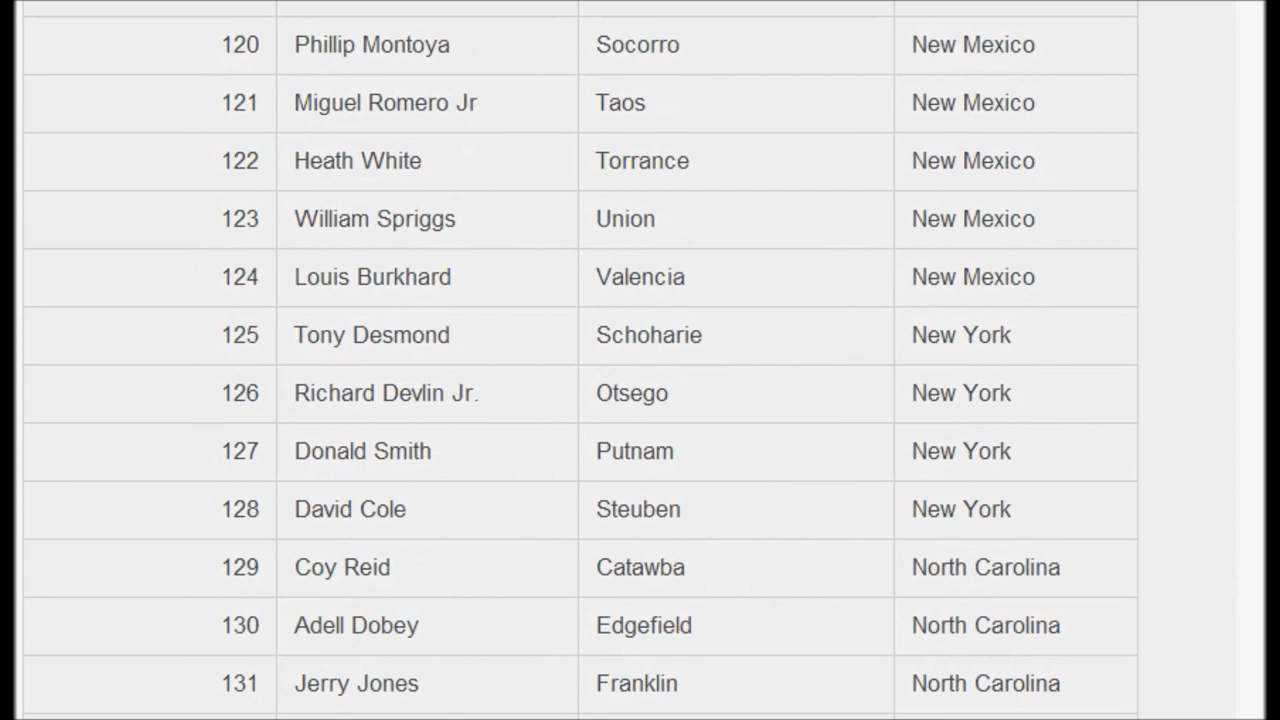 120 Phillip Montoya Socorro New Mexico
121 Miguel Romero Jr Taos New Mexico
122 Heath White Torrance New Mexico
123 William Spriggs Union New Mexico
124 Louis Burkhard Valencia New Mexico
125 Tony Desmond Schoharie New York
126 Richard Devlin Jr. Otsego New York
127 Donald Smith Putnam New York
128 David Cole Steuben New York
129 Coy Reid Catawba North Carolina
130 Adell Dobey Edgefield North Carolina
131 Jerry Jones Franklin North Carolina